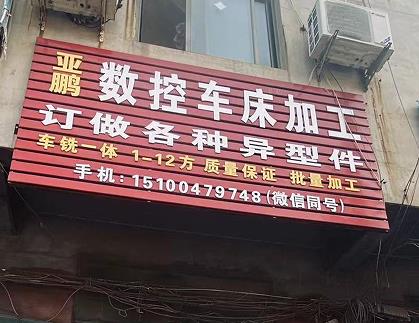 亚鹏 数控车床加工
订做各种异型件
车铣一体 1-12方 质量保证 批量加工
手机:15100479748(微信同号)